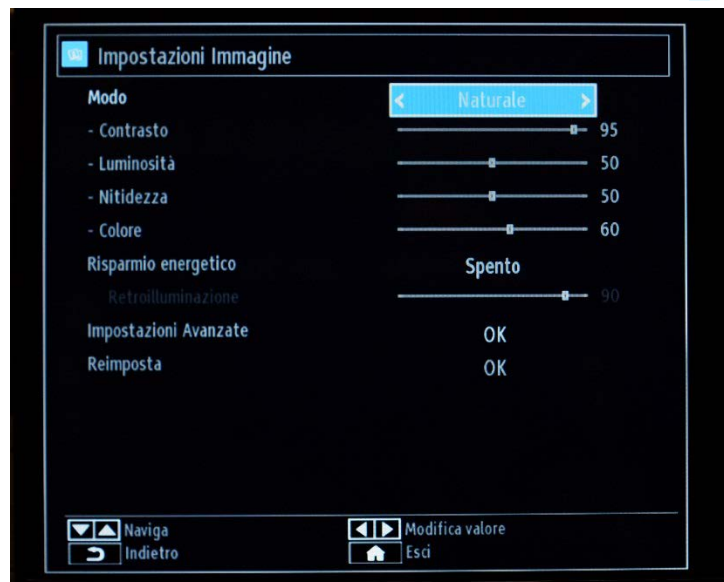 Impostazioni Immagine
Modo < Naturale >
- Contrasto 95
- Luminosità 50
- Nitidezza 50
- Colore 60
Risparmio energetico Spento
Retroilluminazione 90
Impostazioni Avanzate OK
Reimposta OK
Naviga Modifica valore
Indietro Esci